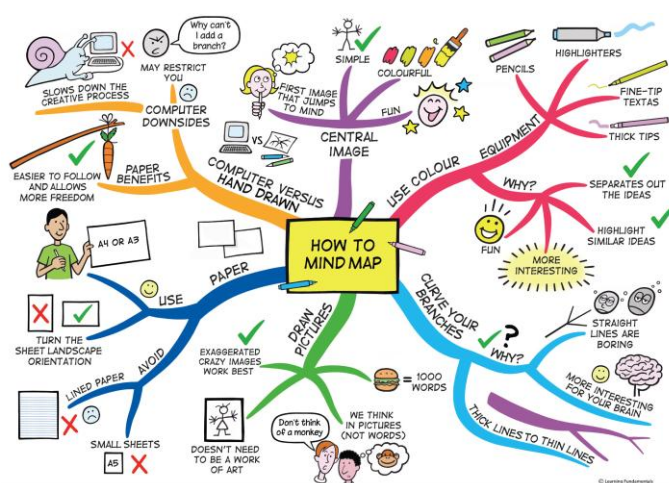 Why can't
I add a
branch?
MAY RESTRICT
YOU
SLOWS DOWN THE
CREATIVE PROCESS
COMPUTER
DOWNSIDES
EASIER TO FOLLOW
AND ALLOWS
MORE FREEDOM
PAPER
BENEFITS
COMPUTER VERSUS
HAND DRAWN
VS
SIMPLE
COLOURFUL
FIRST IMAGE
THAT JUMPS
TO MIND
FUN
CENTRAL
IMAGE
USE COLOUR
EQUIPMENT
PENCILS
HIGHLIGHTERS
FINE-TIP
TEXTAS
THICK TIPS
WHY?
SEPARATES OUT
THE IDEAS
HIGHLIGHT
SIMILAR IDEAS
MORE
INTERESTING
FUN
HOW TO
MIND MAP
CURVE YOUR
BRANCHES
WHY?
?
STRAIGHT
LINES ARE
BORING
MORE INTERESTING
FOR YOUR BRAIN
THICK LINES TO THIN LINES
DRAW
PICTURES
EXAGGERATED
CRAZY IMAGES
WORK BEST
= 1000
WORDS
DOESN'T NEED
TO BE A WORK
OF ART
WE THINK
IN PICTURES
(NOT WORDS)
Don't think
of a monkey
PAPER
USE
A4 OR A3
TURN THE
SHEET LANDSCAPE
ORIENTATION
AVOID
LINED PAPER
SMALL SHEETS
A5
© Learning Fundamentals